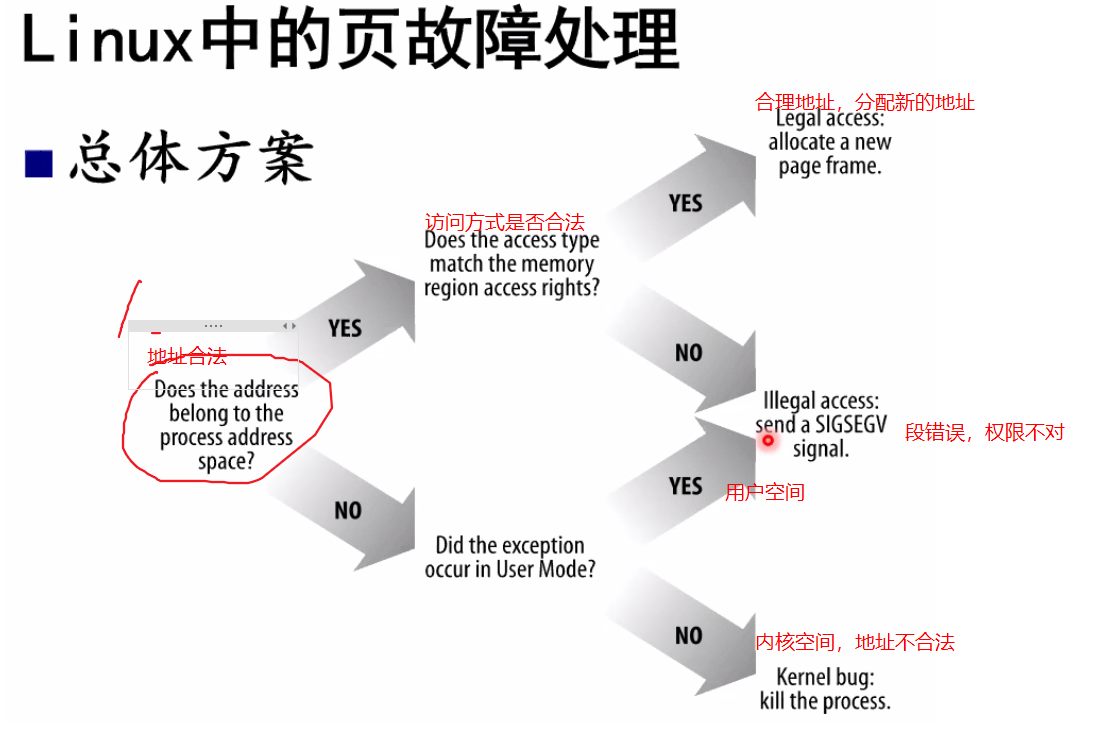 Linux中的页故障处理
总体方案
合理地址，分配新的地址
Legal access:
allocate a new
page frame.
YES
访问方式是否合法
Does the access type
match the memory
region access rights?
YES
NO
地址合法
Does the address
belong to the
process address
space?
Illegal access:
send a SIGSEGV
signal.
段错误，权限不对
YES
用户空间
NO
Did the exception
occur in User Mode?
NO
内核空间，地址不合法
Kernel bug:
kill the process.